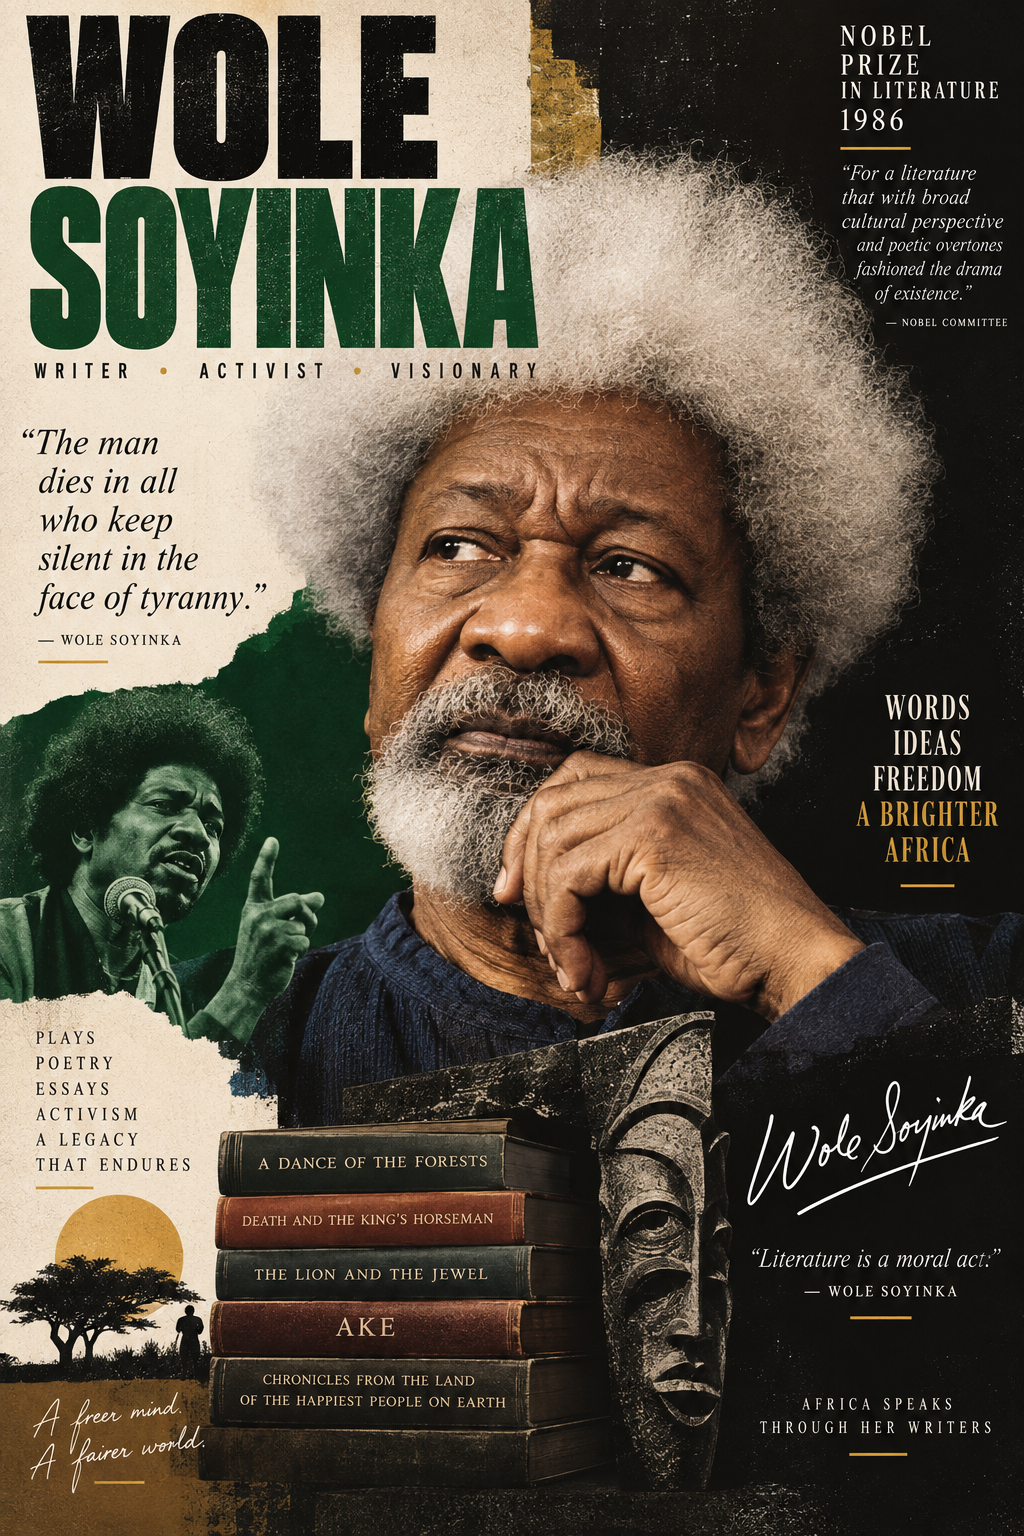 WOLE
SOYINKA
WRITER • ACTIVIST • VISIONARY
NOBEL
PRIZE
IN LITERATURE
1986
“For a literature
that with broad
cultural perspective
and poetic overtones
fashioned the drama
of existence.”
— NOBEL COMMITTEE
“The man
dies in all
who keep
silent in the
face of tyranny.”
— WOLE SOYINKA
WORDS
IDEAS
FREEDOM
A BRIGHTER
AFRICA
PLAYS
POETRY
ESSAYS
ACTIVISM
A LEGACY
THAT ENDURES
A DANCE OF THE FORESTS
DEATH AND THE KING'S HORSEMAN
THE LION AND THE JEWEL
AKE
CHRONICLES FROM THE LAND
OF THE HAPPIEST PEOPLE ON EARTH
Wole Soyinka
“Literature is a moral act.”
— WOLE SOYINKA
AFRICA SPEAKS
THROUGH HER WRITERS
A freer mind.
A fairer world.